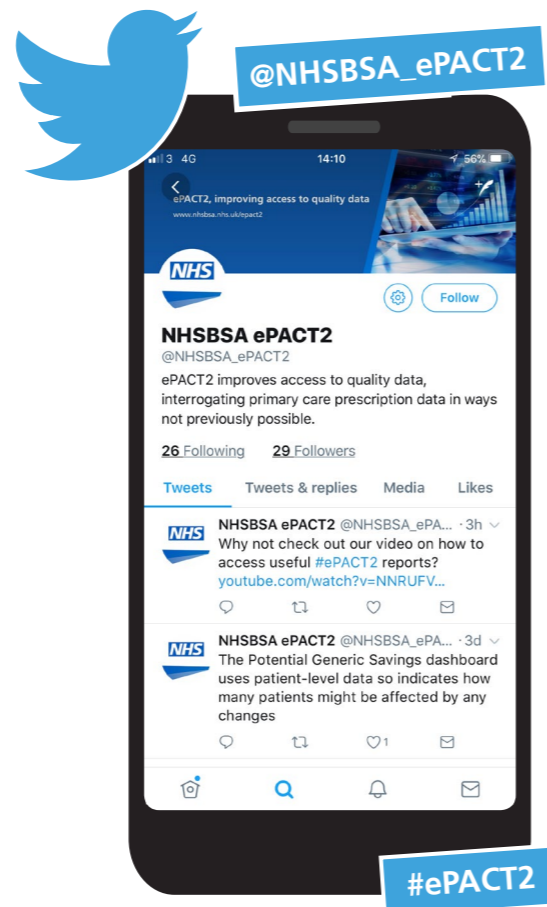 @NHSBSA_ePACT2
3 4G 14:10 56%
ePACT2, improving access to quality data
www.nhsbsa.nhs.uk/epact2
NHS
Follow
NHSBSA ePACT2
@NHSBSA_ePACT2
ePACT2 improves access to quality data,
interrogating primary care prescription data in ways
not previously possible.
26 Following 29 Followers
Tweets Tweets & replies Media Likes
NHS
NHSBSA ePACT2 @NHSBSA_ePA... · 3h
Why not check out our video on how to
access useful #ePACT2 reports?
youtube.com/watch?v=NNRUFV...
NHS
NHSBSA ePACT2 @NHSBSA_ePA... · 3d
The Potential Generic Savings dashboard
uses patient-level data so indicates how
many patients might be affected by any
changes
1
#ePACT2